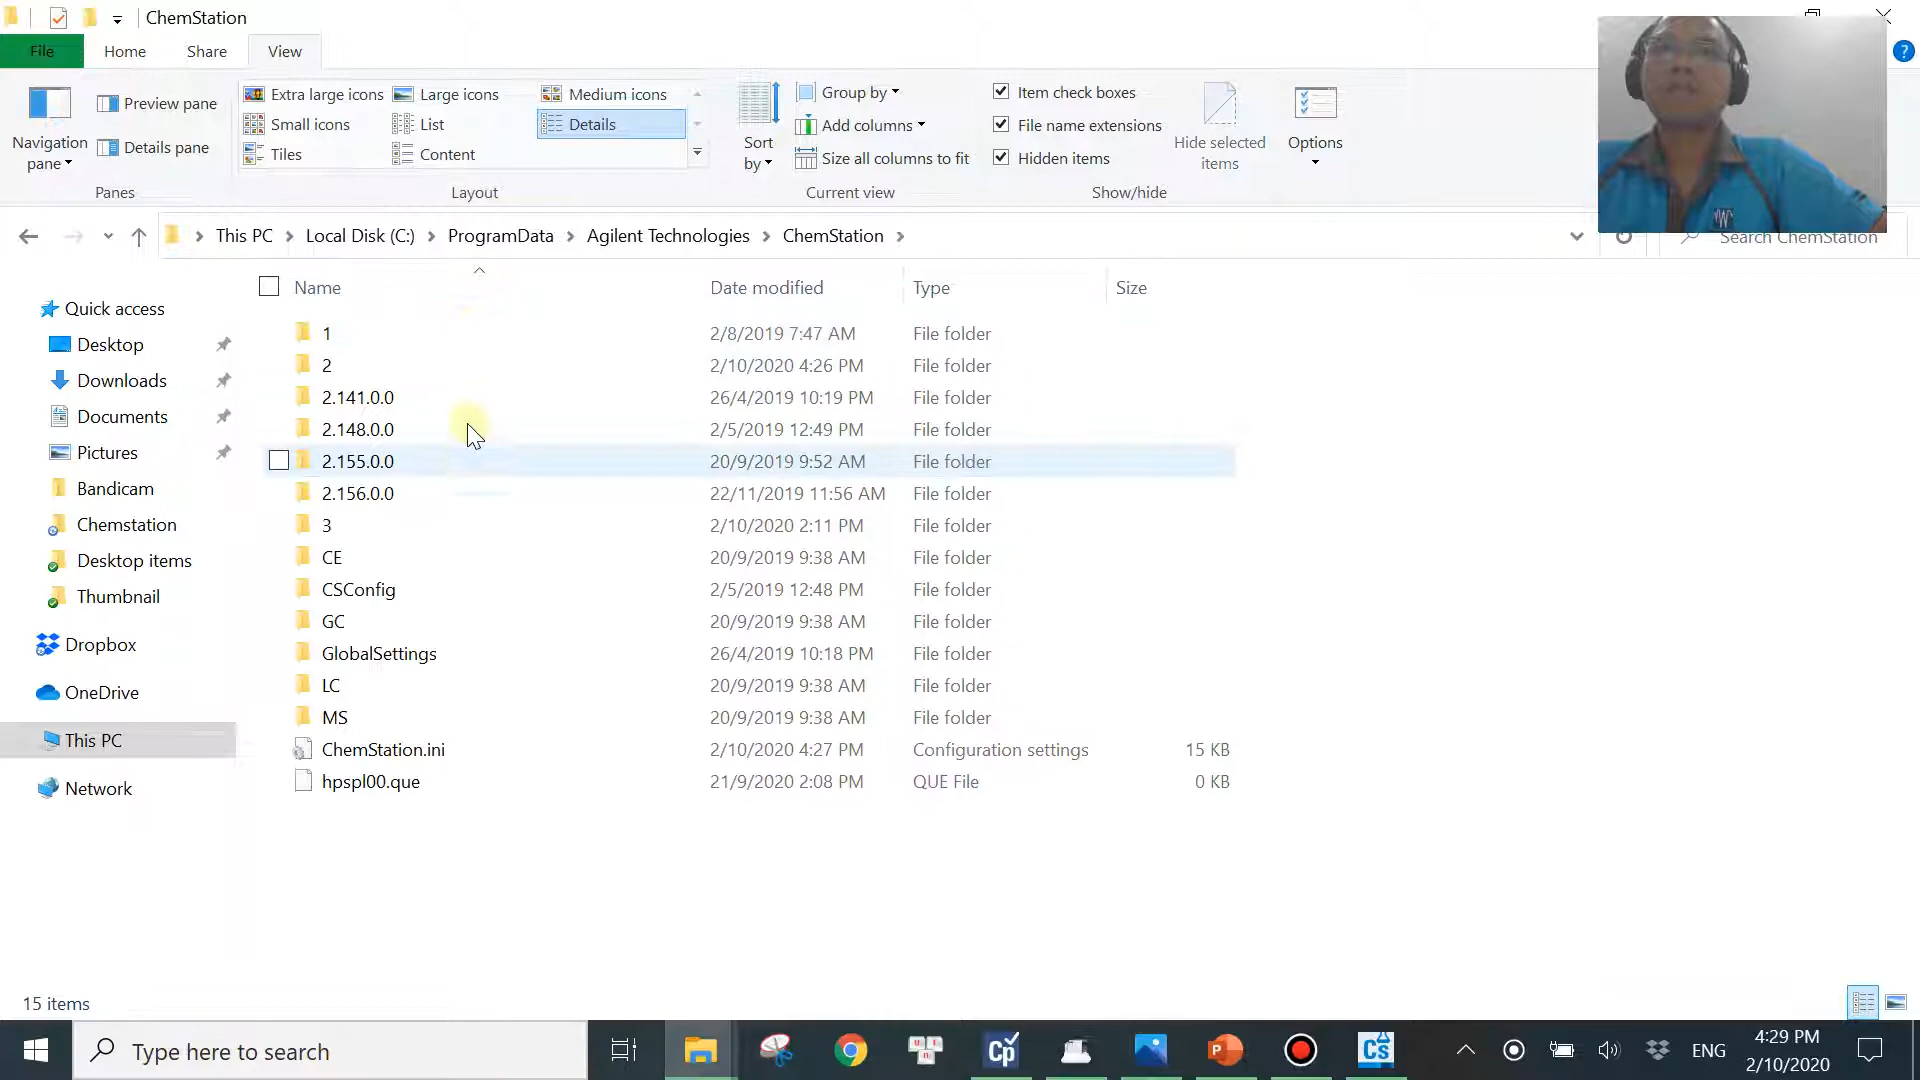 ChemStation
File Home Share View
Navigation pane
Preview pane
Details pane
Panes
Extra large icons Large icons Medium icons
Small icons List Details
Tiles Content
Layout
Sort by
Group by
Add columns
Size all columns to fit
Current view
Item check boxes
File name extensions
Hidden items
Hide selected items
Show/hide
Options
This PC Local Disk (C:) ProgramData Agilent Technologies ChemStation
Search ChemStation
Quick access
Desktop
Downloads
Documents
Pictures
Bandicam
Chemstation
Desktop items
Thumbnail
Dropbox
OneDrive
This PC
Network
Name Date modified Type Size
1 2/8/2019 7:47 AM File folder
2 2/10/2020 4:26 PM File folder
2.141.0.0 26/4/2019 10:19 PM File folder
2.148.0.0 2/5/2019 12:49 PM File folder
2.155.0.0 20/9/2019 9:52 AM File folder
2.156.0.0 22/11/2019 11:56 AM File folder
3 2/10/2020 2:11 PM File folder
CE 20/9/2019 9:38 AM File folder
CSConfig 2/5/2019 12:48 PM File folder
GC 20/9/2019 9:38 AM File folder
GlobalSettings 26/4/2019 10:18 PM File folder
LC 20/9/2019 9:38 AM File folder
MS 20/9/2019 9:38 AM File folder
ChemStation.ini 2/10/2020 4:27 PM Configuration settings 15 KB
hpspl00.que 21/9/2020 2:08 PM QUE File 0 KB
15 items
Type here to search
Cp
P
CS
ENG
4:29 PM
2/10/2020